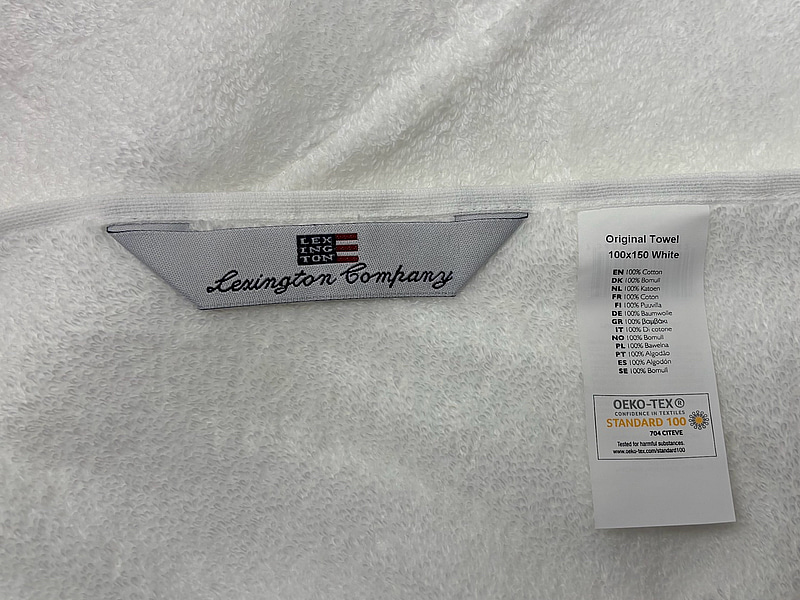 LEX
ING
TON
Lexington Company
Original Towel
100x150 White
EN 100% Cotton
DK 100% Bomull
NL 100% Katoen
FR 100% Coton
FI 100% Puuvilla
DE 100% Baumwolle
GR 100% βαμβάκι
IT 100% Di cotone
NO 100% Bomull
PL 100% Bawełna
PT 100% Algodão
ES 100% Algodón
SE 100% Bomull
OEKO-TEX®
CONFIDENCE IN TEXTILES
STANDARD 100
704 CITEVE
Tested for harmful substances.
www.oeko-tex.com/standard100